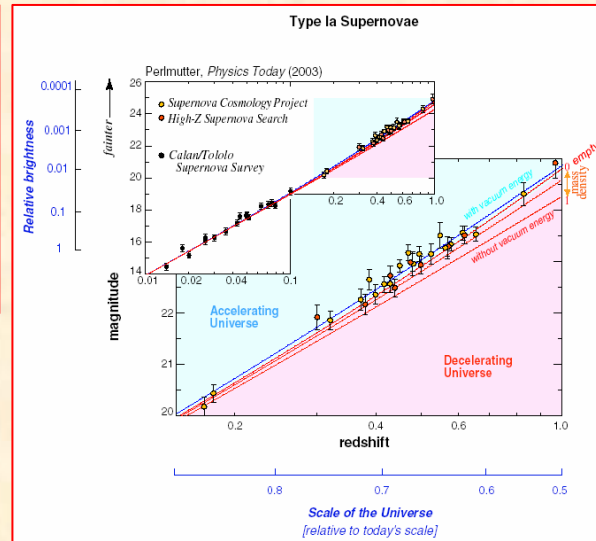 Type Ia Supernovae
Perlmutter, Physics Today (2003)
0.0001
0.001
0.01
0.1
1
Relative brightness
fainter
26
24
22
20
18
16
14
Supernova Cosmology Project
High-Z Supernova Search
Calan/Tololo
Supernova Survey
0.01
0.02
0.04
0.1
0.2
0.4
0.6
1.0
magnitude
22
21
20
with vacuum energy
without vacuum energy
empty
0
mass
density
1
Accelerating
Universe
Decelerating
Universe
0.2
0.4
0.6
1.0
redshift
0.8
0.7
0.6
0.5
Scale of the Universe
[relative to today's scale]